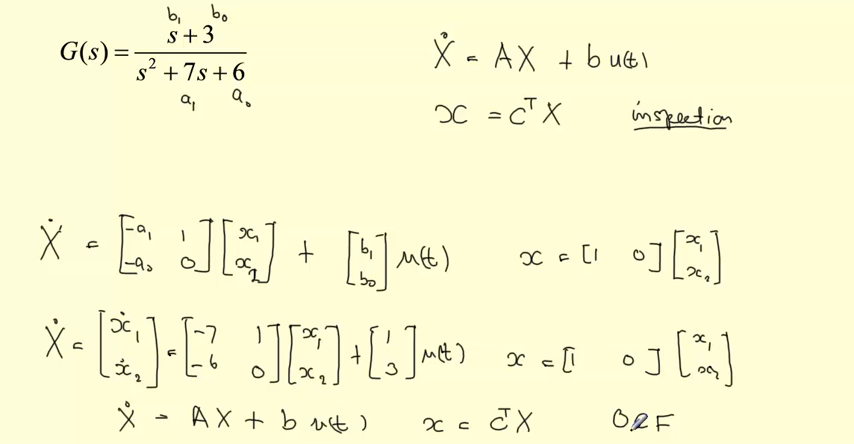 b₁ b₀
G(s) = (s + 3) / (s² + 7s + 6)
a₁ a₀
Ẋ = AX + b u(t)
x = Cᵀ X inspection
Ẋ = [-a₁ 1; -a₀ 0] [x₁; x₂] + [b₁; b₀] u(t) x = [1 0] [x₁; x₂]
Ẋ = [ẋ₁; ẋ₂] = [-7 1; -6 0] [x₁; x₂] + [1; 3] u(t) x = [1 0] [x₁; x₂]
Ẋ = AX + b u(t) x = Cᵀ X